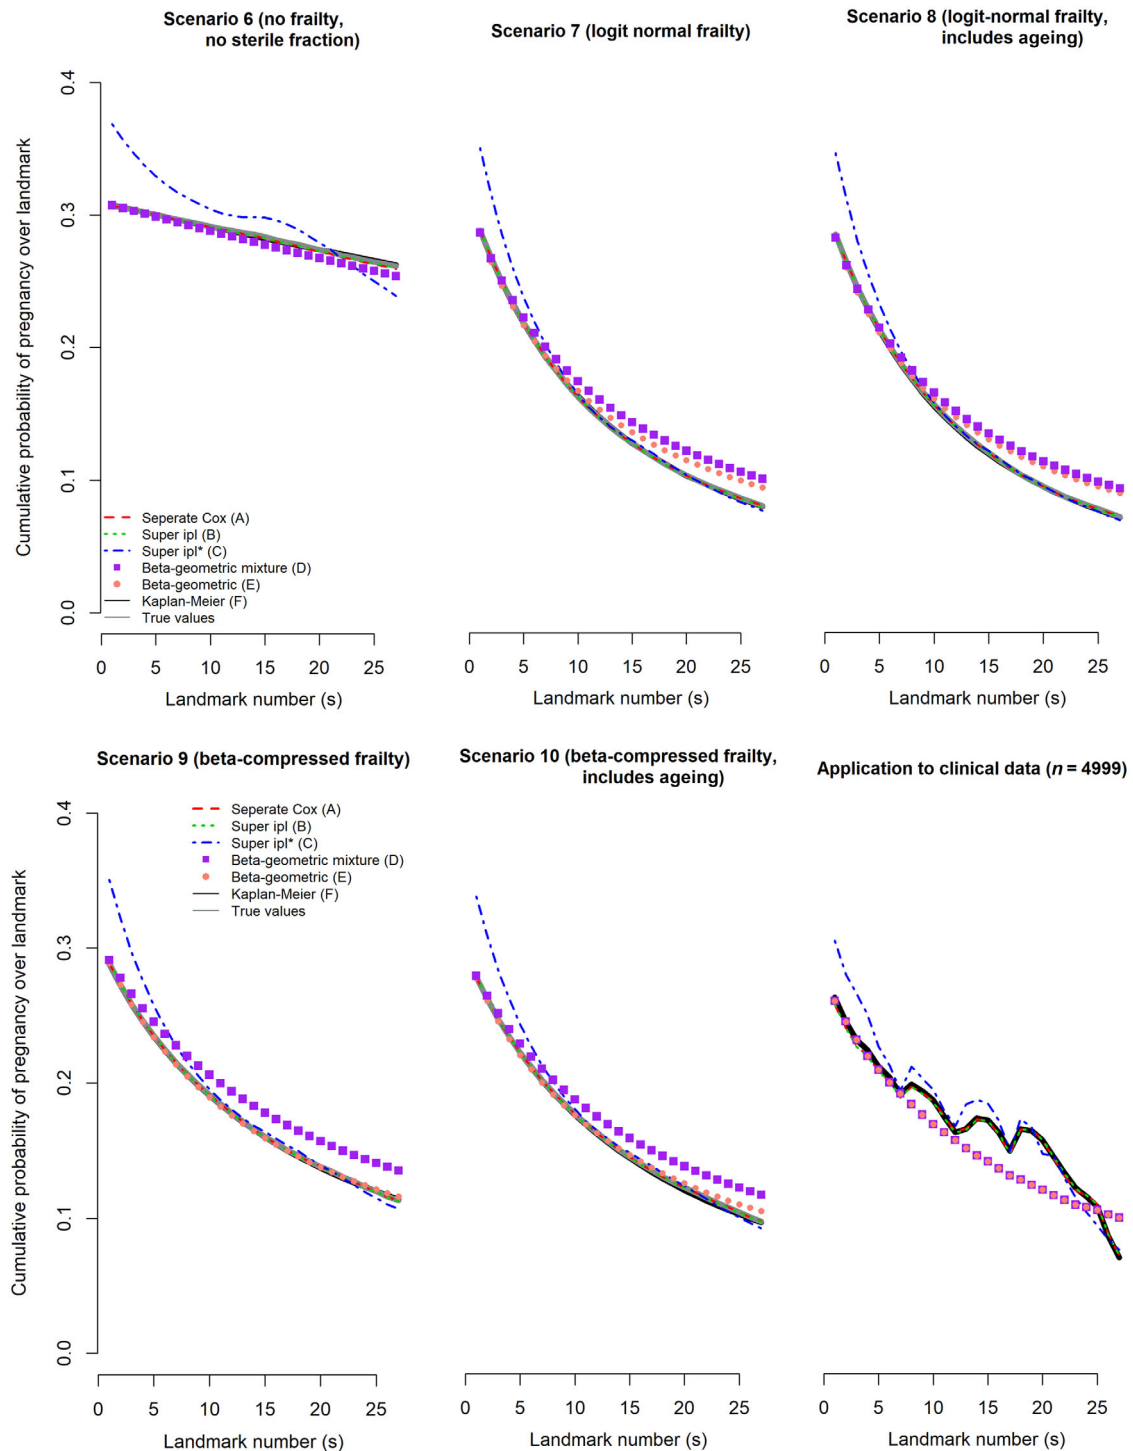 Scenario 6 (no frailty,
no sterile fraction)
Scenario 7 (logit normal frailty)
Scenario 8 (logit-normal frailty,
includes ageing)
Cumulative probability of pregnancy over landmark
0.4
0.3
0.2
0.1
0.0
Seperate Cox (A)
Super ipl (B)
Super ipl* (C)
Beta-geometric mixture (D)
Beta-geometric (E)
Kaplan-Meier (F)
True values
0 5 10 15 20 25
Landmark number (s)
0 5 10 15 20 25
Landmark number (s)
0 5 10 15 20 25
Landmark number (s)
Scenario 9 (beta-compressed frailty)
Scenario 10 (beta-compressed frailty,
includes ageing)
Application to clinical data (n = 4999)
Cumulative probability of pregnancy over landmark
0.4
0.3
0.2
0.1
0.0
Seperate Cox (A)
Super ipl (B)
Super ipl* (C)
Beta-geometric mixture (D)
Beta-geometric (E)
Kaplan-Meier (F)
True values
0 5 10 15 20 25
Landmark number (s)
0 5 10 15 20 25
Landmark number (s)
0 5 10 15 20 25
Landmark number (s)